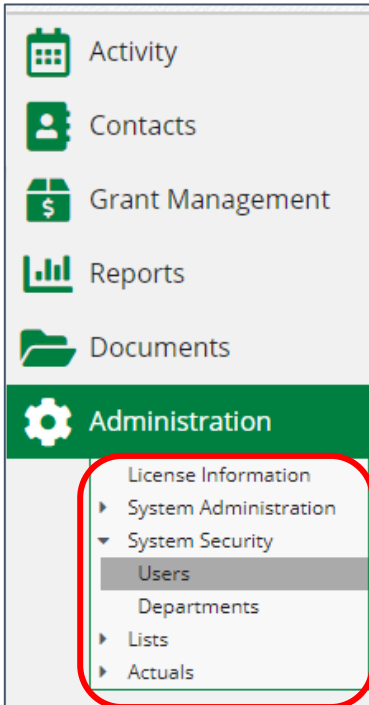 Activity
Contacts
$
Grant Management
Reports
Documents
Administration
License Information
System Administration
System Security
Users
Departments
Lists
Actuals